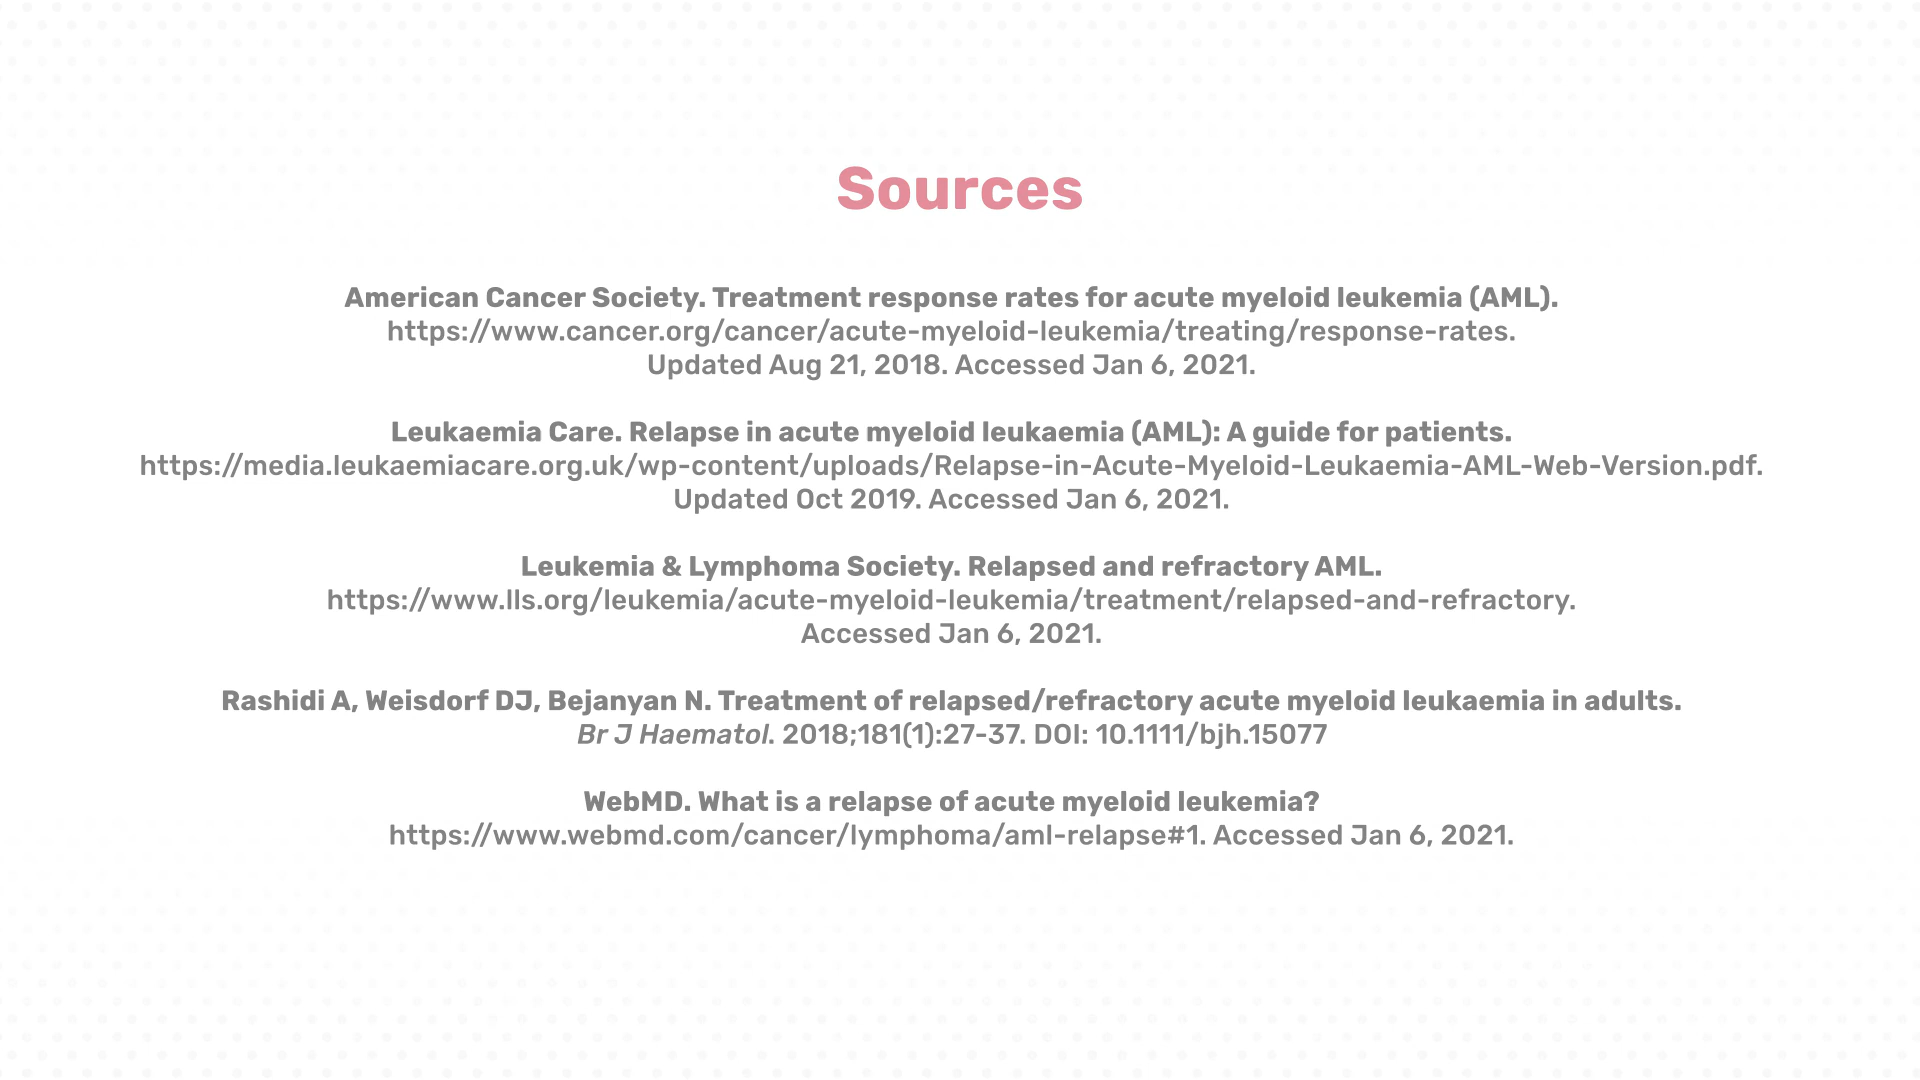 Sources
American Cancer Society. Treatment response rates for acute myeloid leukemia (AML).
https://www.cancer.org/cancer/acute-myeloid-leukemia/treating/response-rates.
Updated Aug 21, 2018. Accessed Jan 6, 2021.
Leukaemia Care. Relapse in acute myeloid leukaemia (AML): A guide for patients.
https://media.leukaemiacare.org.uk/wp-content/uploads/Relapse-in-Acute-Myeloid-Leukaemia-AML-Web-Version.pdf.
Updated Oct 2019. Accessed Jan 6, 2021.
Leukemia & Lymphoma Society. Relapsed and refractory AML.
https://www.lls.org/leukemia/acute-myeloid-leukemia/treatment/relapsed-and-refractory.
Accessed Jan 6, 2021.
Rashidi A, Weisdorf DJ, Bejanyan N. Treatment of relapsed/refractory acute myeloid leukaemia in adults.
Br J Haematol. 2018;181(1):27-37. DOI: 10.1111/bjh.15077
WebMD. What is a relapse of acute myeloid leukemia?
https://www.webmd.com/cancer/lymphoma/aml-relapse#1. Accessed Jan 6, 2021.